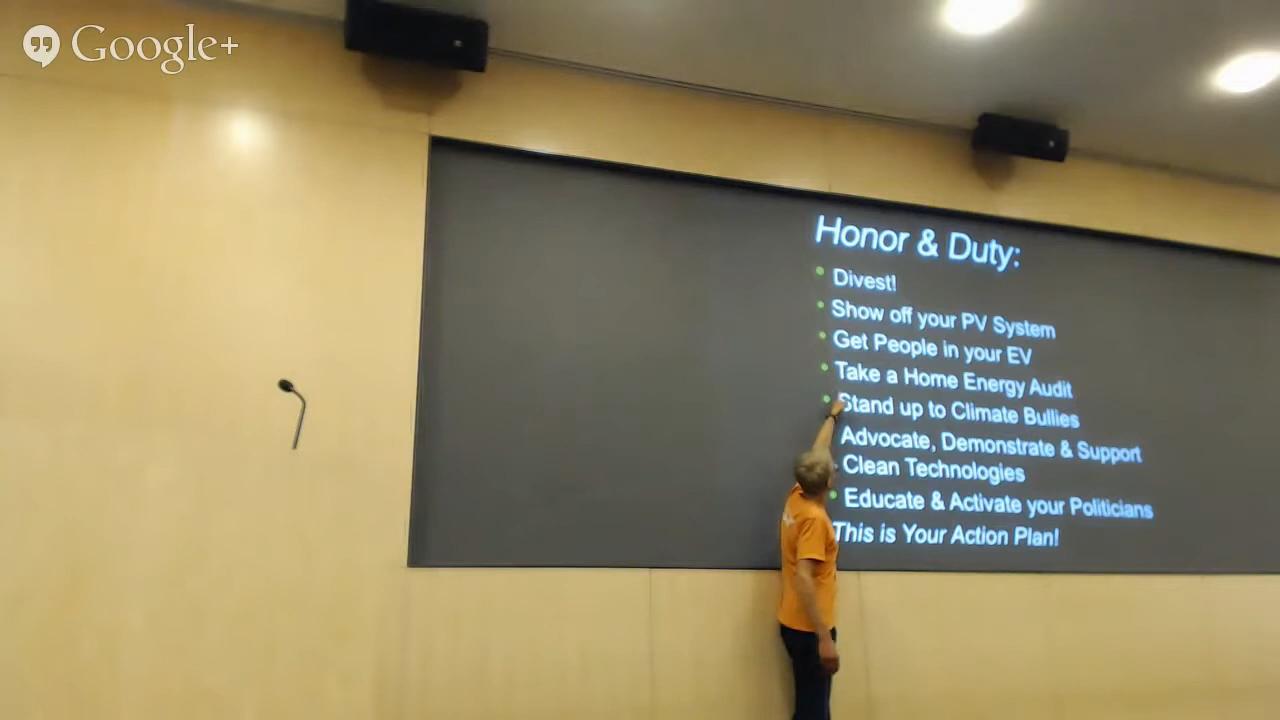 Google+
Honor & Duty:
Divest!
Show off your PV System
Get People in your EV
Take a Home Energy Audit
Stand up to Climate Bullies
Advocate, Demonstrate & Support
Clean Technologies
Educate & Activate your Politicians
This is Your Action Plan!